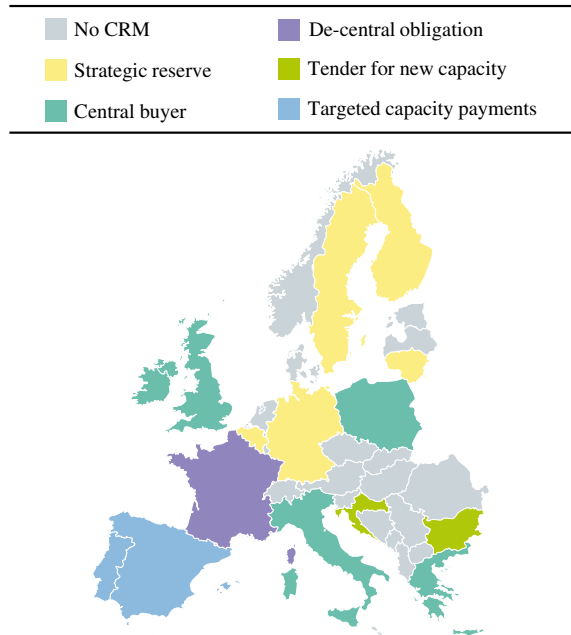 No CRM
De-central obligation
Strategic reserve
Tender for new capacity
Central buyer
Targeted capacity payments